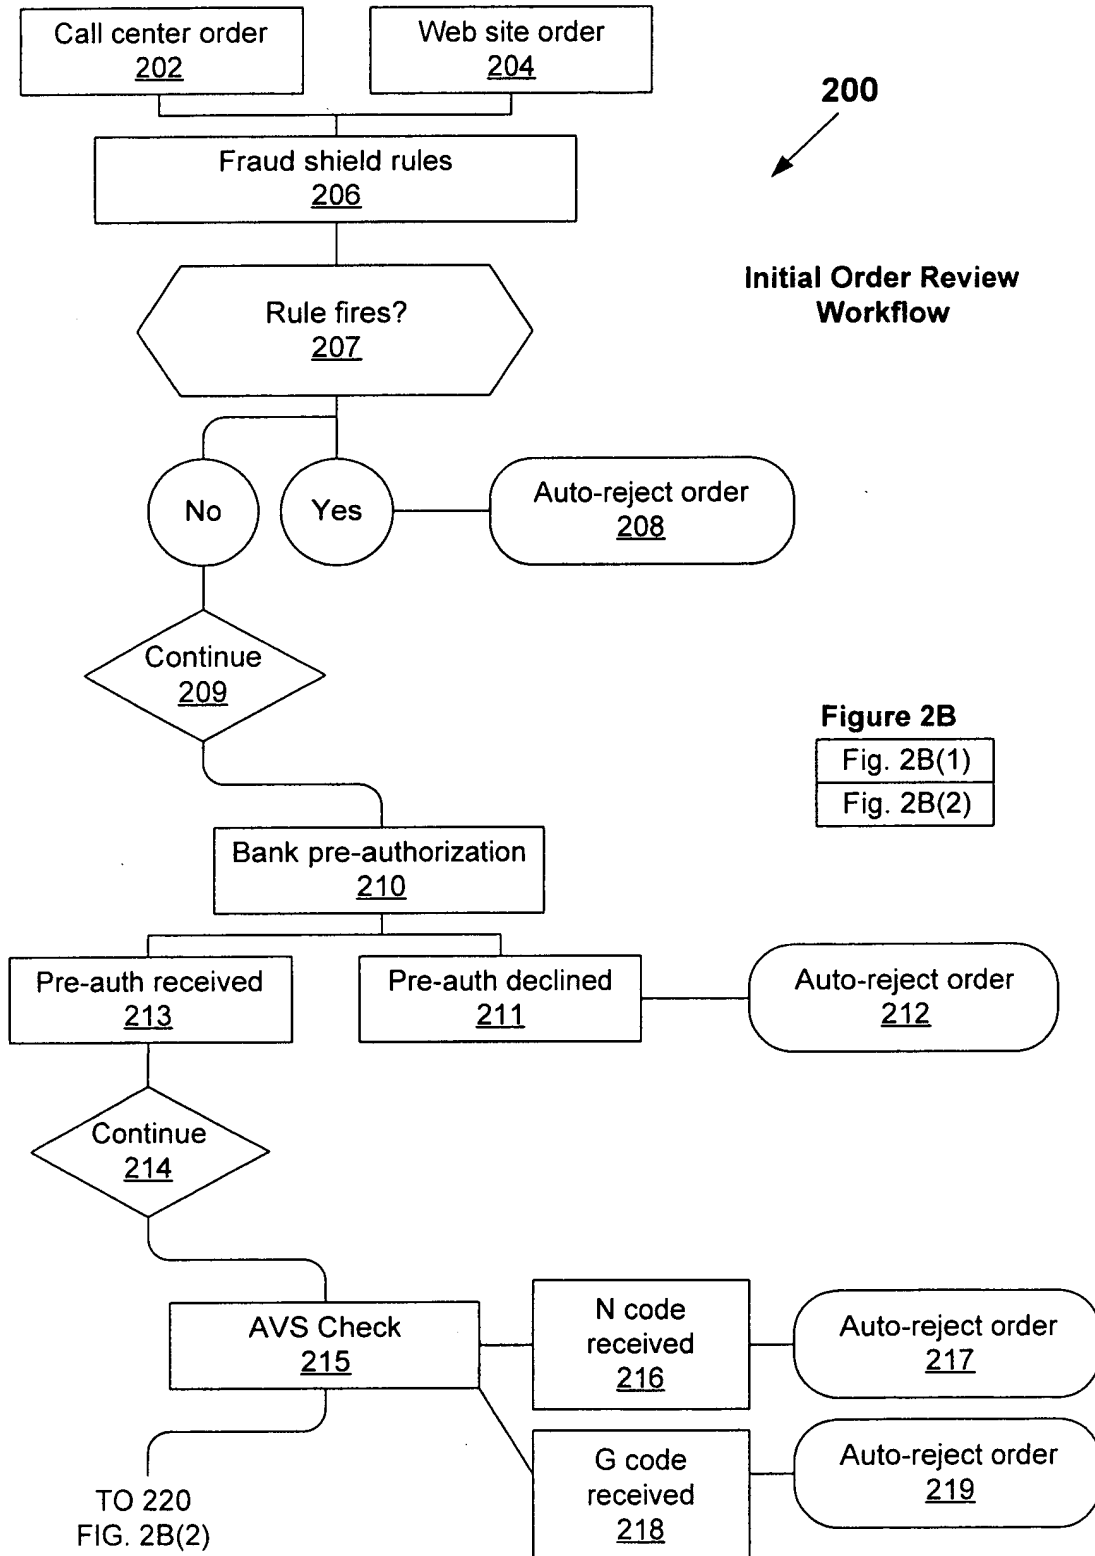 Call center order
202
Web site order
204
200
Fraud shield rules
206
Initial Order Review
Workflow
Rule fires?
207
No
Yes
Auto-reject order
208
Continue
209
Figure 2B
Fig. 2B(1)
Fig. 2B(2)
Bank pre-authorization
210
Pre-auth received
213
Pre-auth declined
211
Auto-reject order
212
Continue
214
AVS Check
215
N code
received
216
Auto-reject order
217
G code
received
218
Auto-reject order
219
TO 220
FIG. 2B(2)